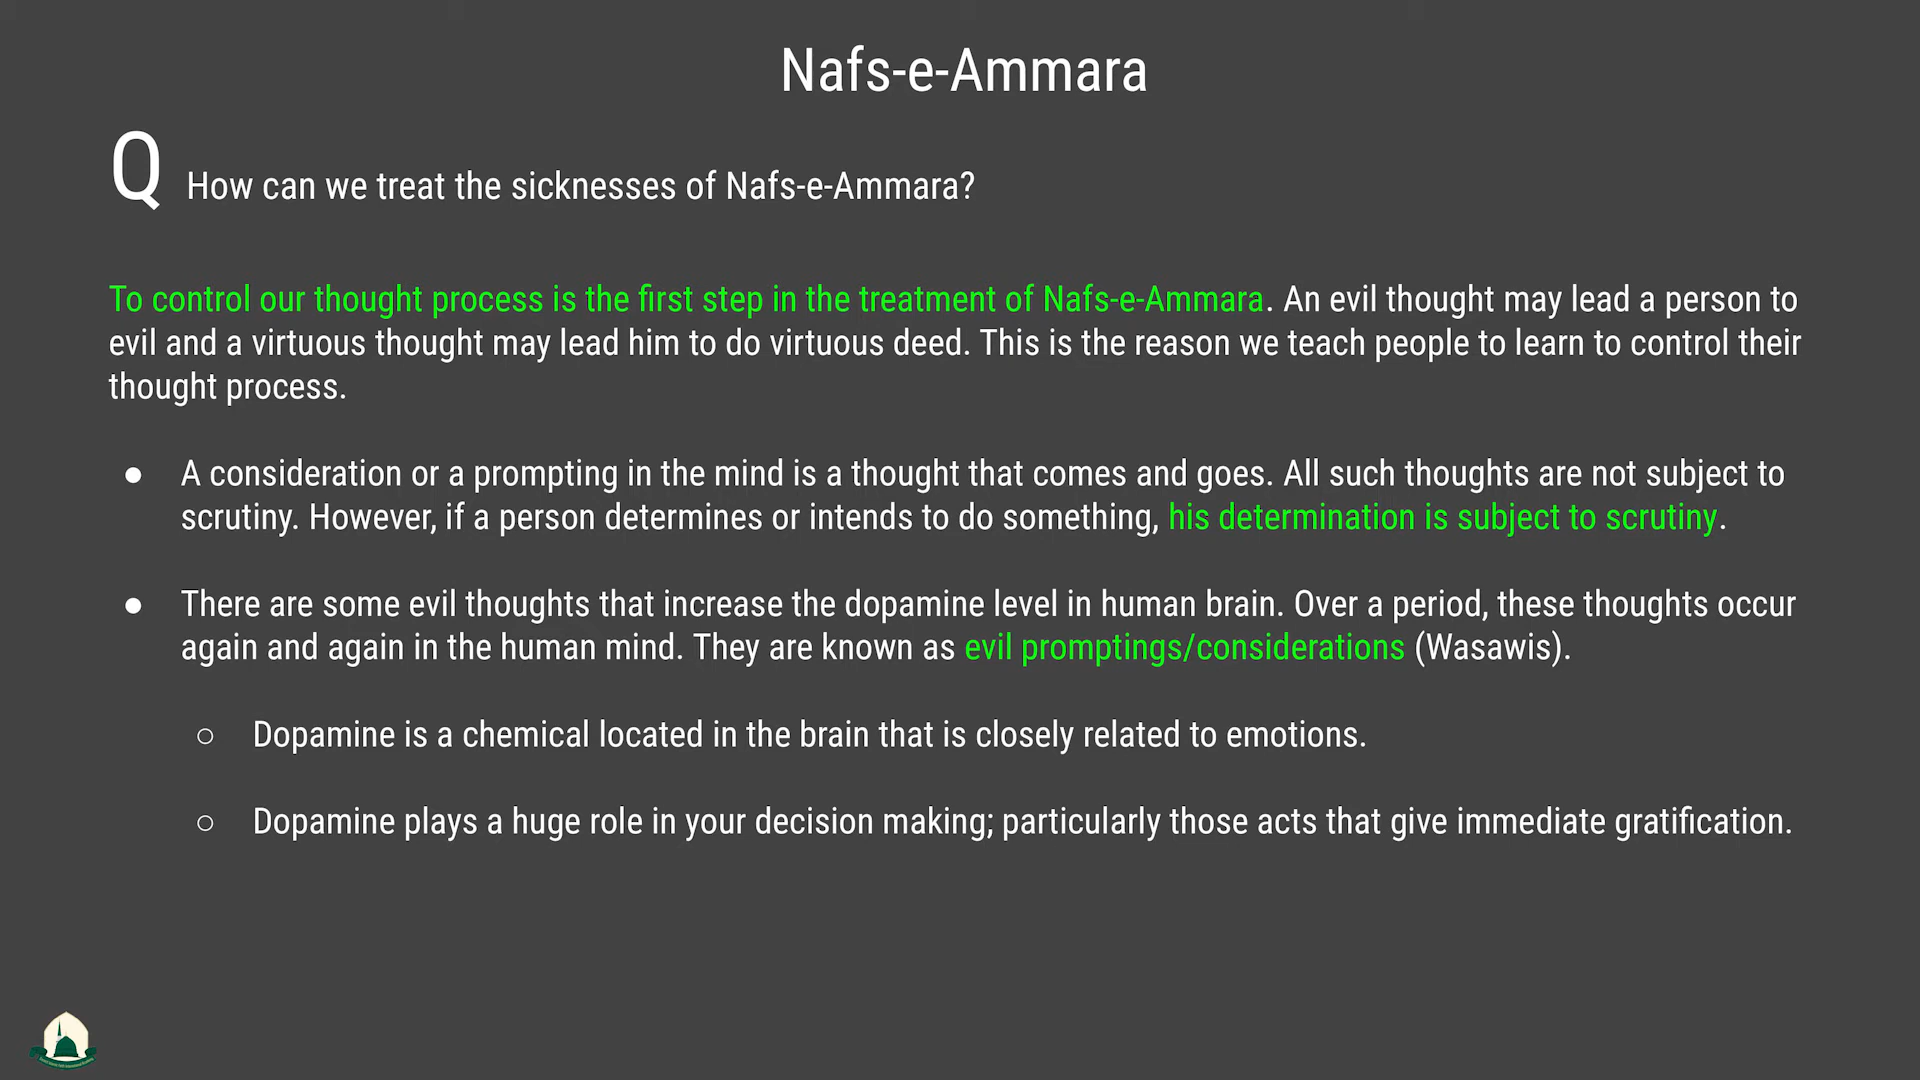 Nafs-e-Ammara
Q How can we treat the sicknesses of Nafs-e-Ammara?
To control our thought process is the first step in the treatment of Nafs-e-Ammara. An evil thought may lead a person to
evil and a virtuous thought may lead him to do virtuous deed. This is the reason we teach people to learn to control their
thought process.
● A consideration or a prompting in the mind is a thought that comes and goes. All such thoughts are not subject to
scrutiny. However, if a person determines or intends to do something, his determination is subject to scrutiny.
● There are some evil thoughts that increase the dopamine level in human brain. Over a period, these thoughts occur
again and again in the human mind. They are known as evil promptings/considerations (Wasawis).
○ Dopamine is a chemical located in the brain that is closely related to emotions.
○ Dopamine plays a huge role in your decision making; particularly those acts that give immediate gratification.